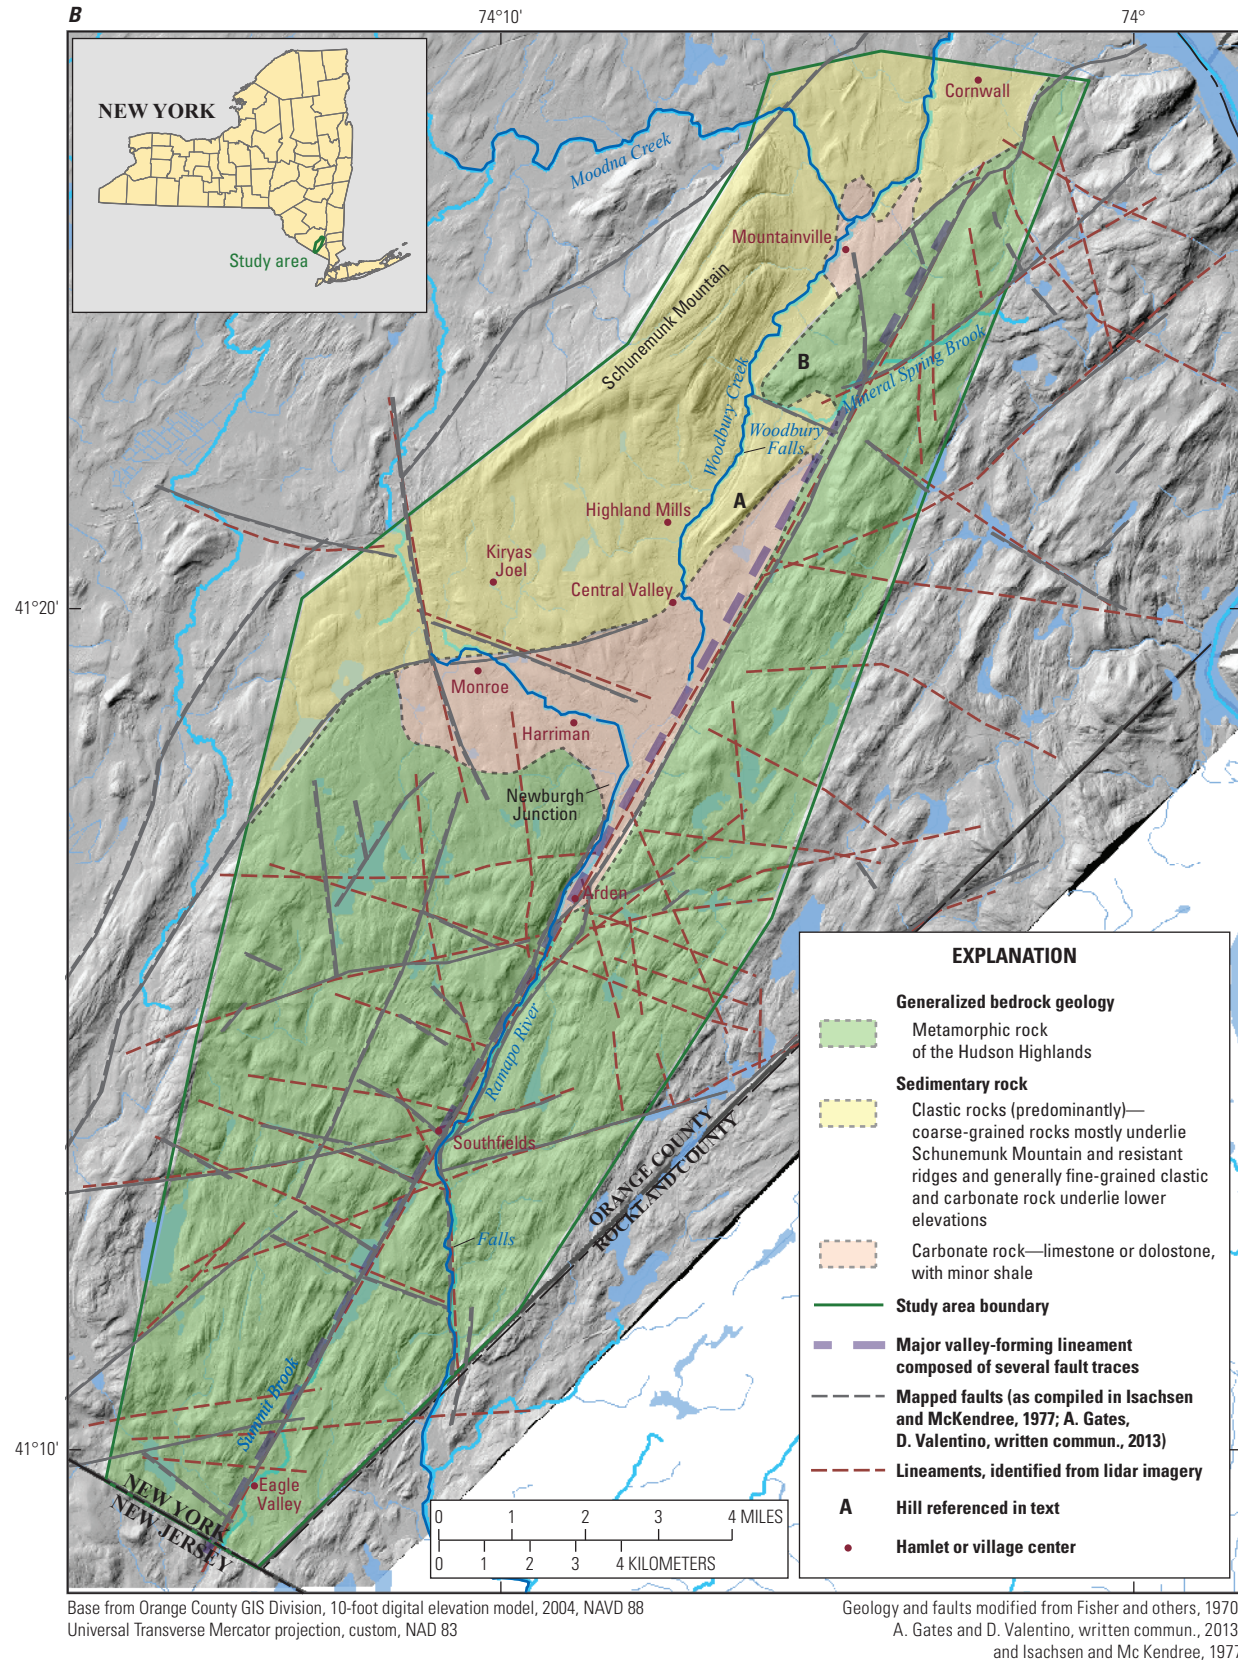 B
74°10'
74°
NEW YORK
Study area
Cornwall
Moodna Creek
Mountainville
Schunemunk Mountain
B
Mineral Spring Brook
Woodbury Creek
Woodbury
Falls
A
Highland Mills
Kiryas
Joel
Central Valley
41°20'
Monroe
Harriman
Newburgh
Junction
Arden
Ramapo River
Southfields
ORANGE COUNTY
ROCKLAND COUNTY
Falls
Summit Brook
41°10'
Eagle
Valley
NEW YORK
NEW JERSEY
0 1 2 3 4 MILES
0 1 2 3 4 KILOMETERS
EXPLANATION
Generalized bedrock geology
Metamorphic rock
of the Hudson Highlands
Sedimentary rock
Clastic rocks (predominantly)—
coarse-grained rocks mostly underlie
Schunemunk Mountain and resistant
ridges and generally fine-grained clastic
and carbonate rock underlie lower
elevations
Carbonate rock—limestone or dolostone,
with minor shale
Study area boundary
Major valley-forming lineament
composed of several fault traces
Mapped faults (as compiled in Isachsen
and McKendree, 1977; A. Gates,
D. Valentino, written commun., 2013)
Lineaments, identified from lidar imagery
A Hill referenced in text
Hamlet or village center
Base from Orange County GIS Division, 10-foot digital elevation model, 2004, NAVD 88
Universal Transverse Mercator projection, custom, NAD 83
Geology and faults modified from Fisher and others, 1970
A. Gates and D. Valentino, written commun., 2013
and Isachsen and Mc Kendree, 1977